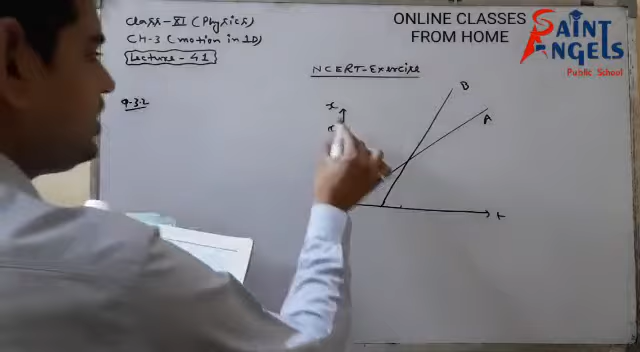 Class-XI (Physics)
CH-3 (motion in 1D)
Lecture-41
ONLINE CLASSES
FROM HOME
SAINT
ANGELS
Public School
NCERT-Exercise
Q-3.2
x
B
A
t